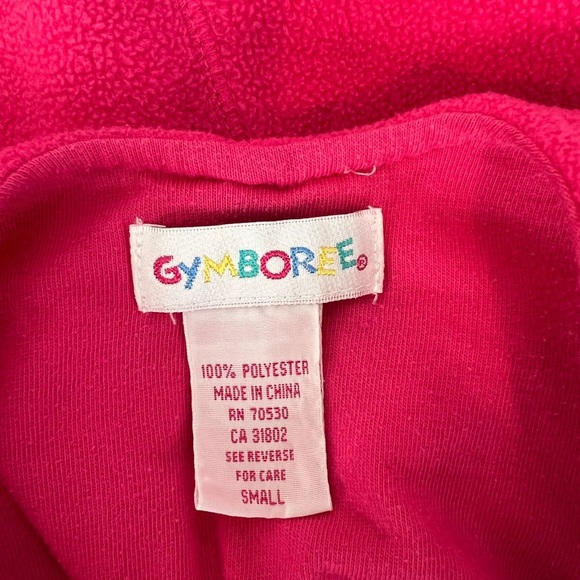 GYMBOREE®
100% POLYESTER
MADE IN CHINA
RN 70530
CA 31802
SEE REVERSE
FOR CARE
SMALL